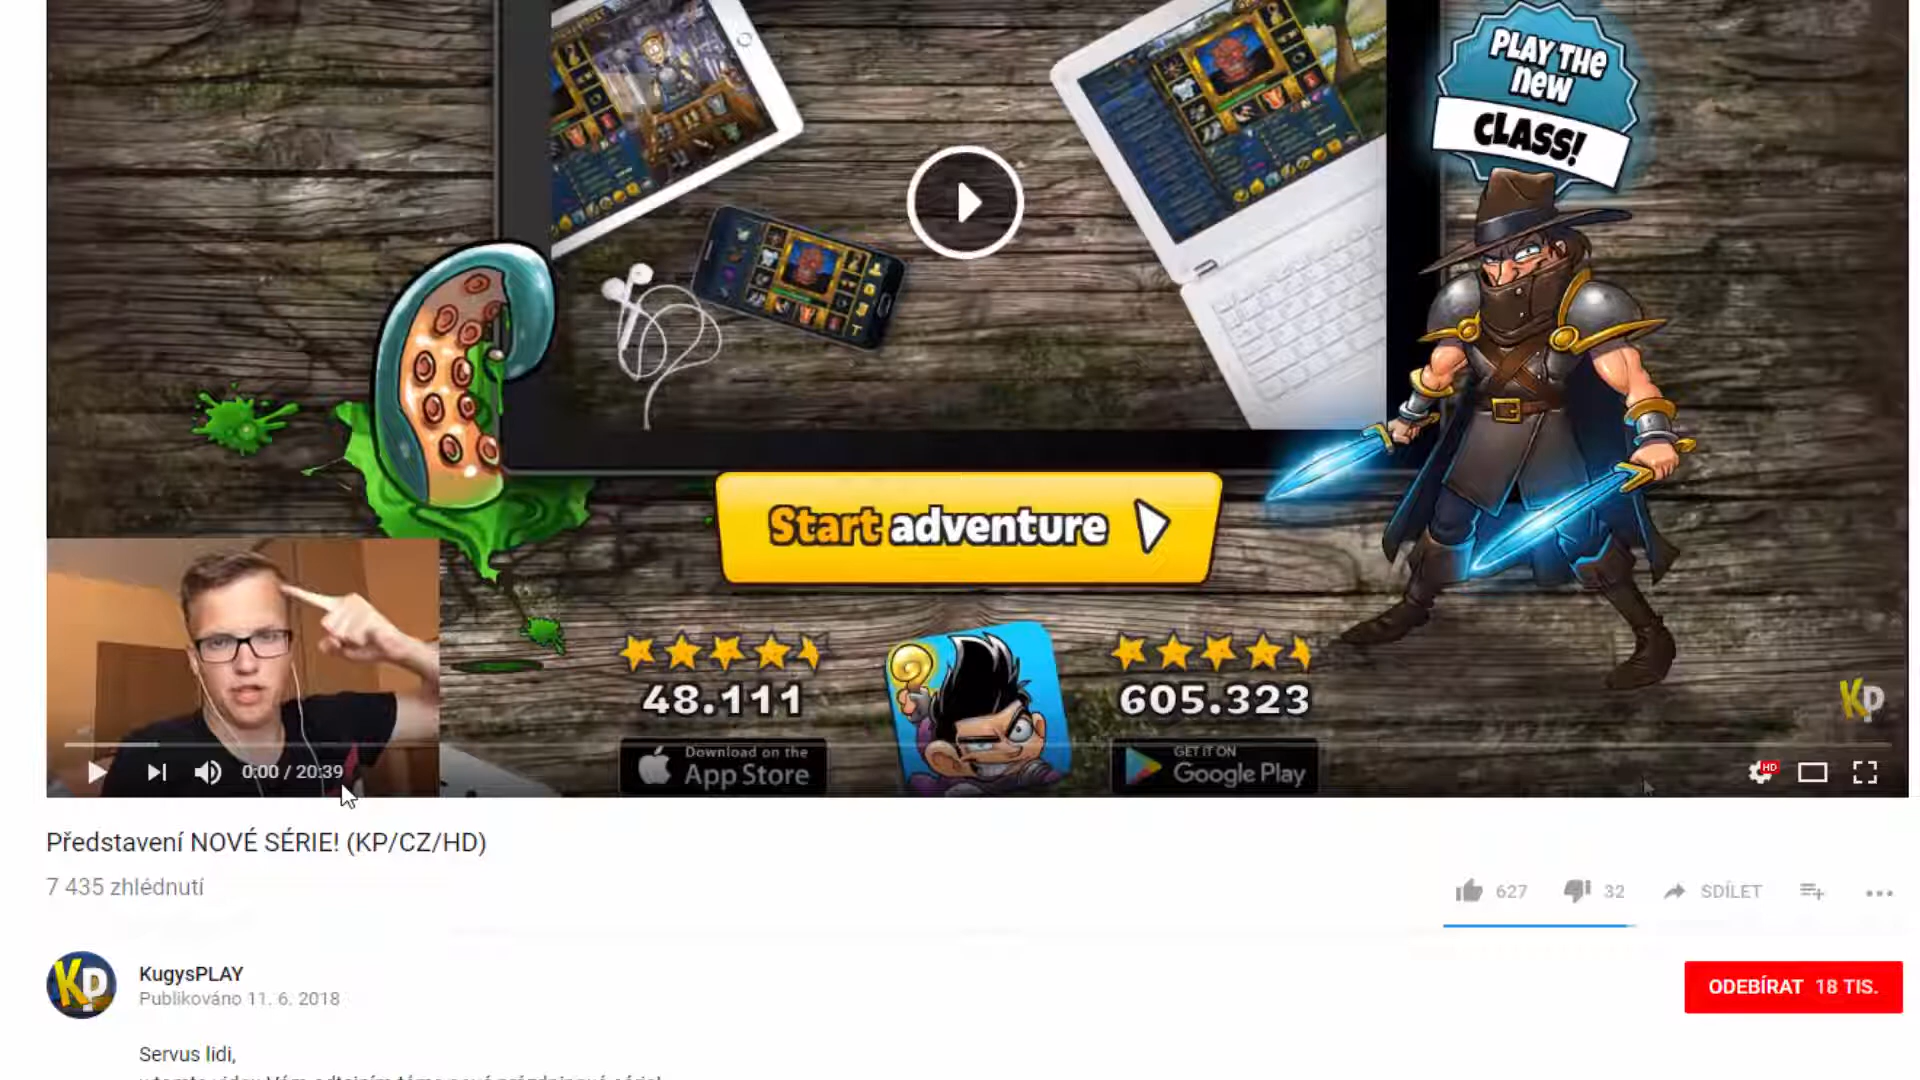 PLAY THE
new
CLASS!
Start adventure
48.111
605.323
Download on the
App Store
GET IT ON
Google Play
KP
0:00 / 20:39
HD
Představení NOVÉ SÉRIE! (KP/CZ/HD)
7 435 zhlédnutí
627
32
SDÍLET
KP
KugysPLAY
Publikováno 11. 6. 2018
ODEBÍRAT 18 TIS.
Servus lidi,